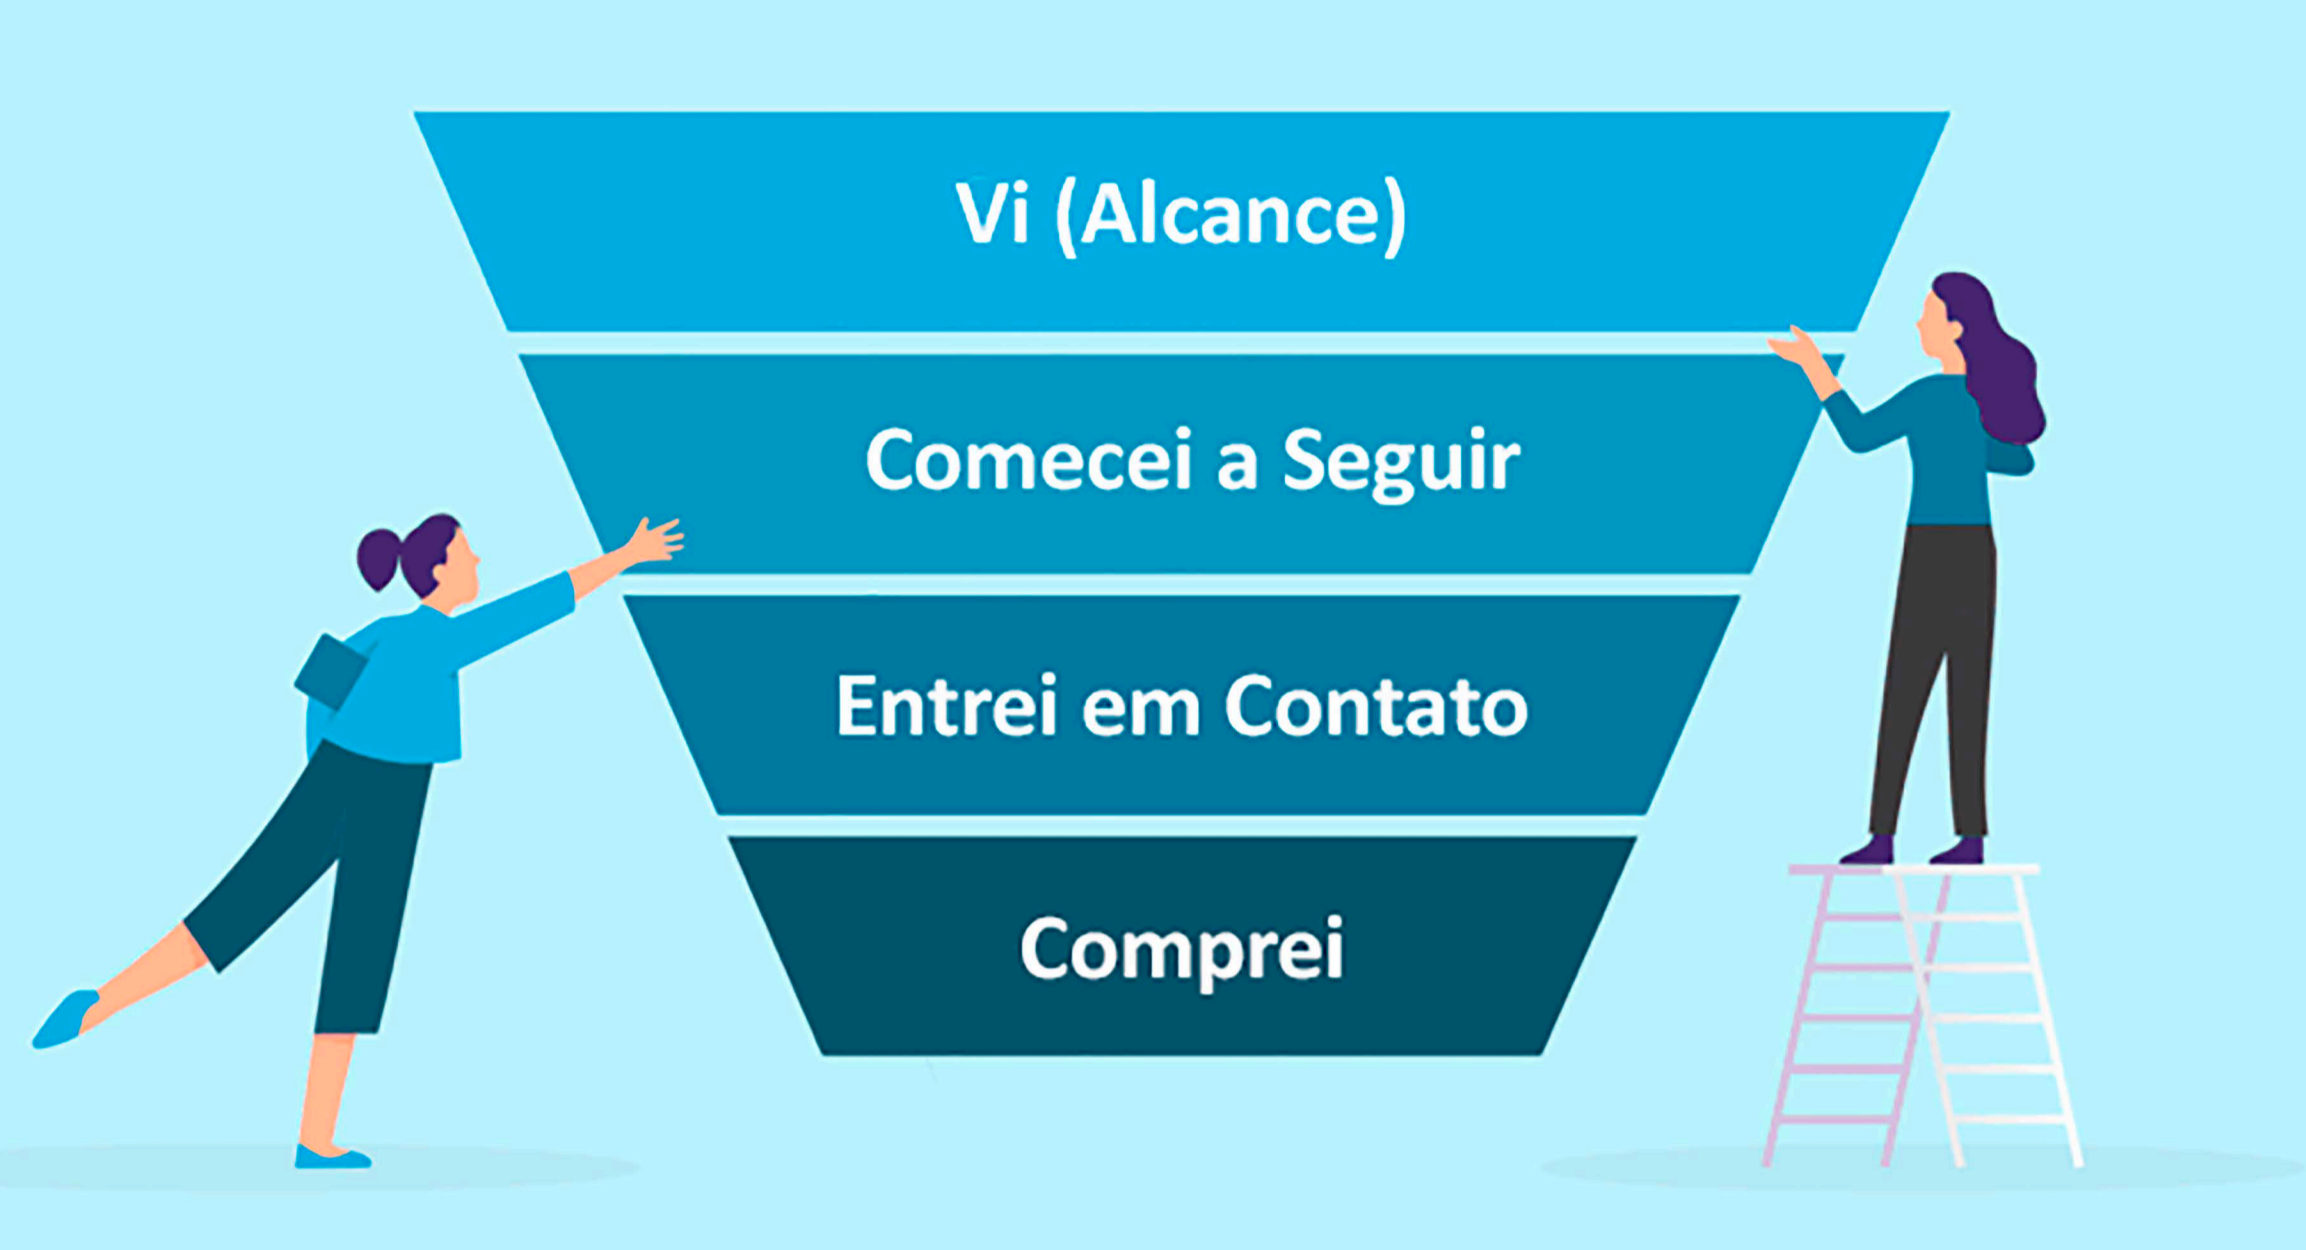 Vi (Alcance)
Comecei a Seguir
Entrei em Contato
Comprei